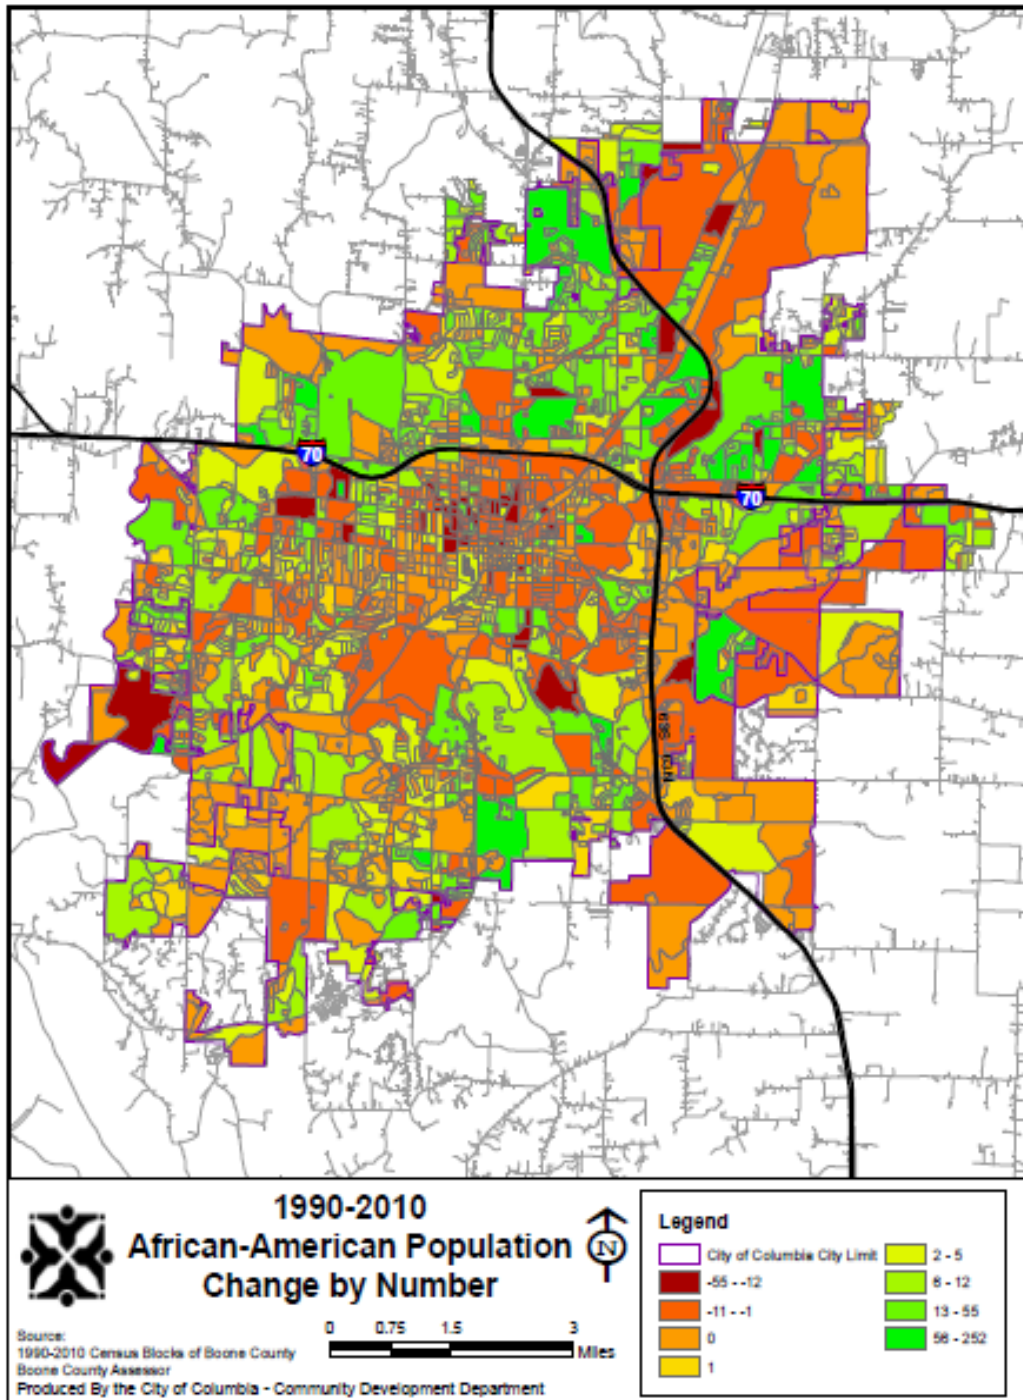 70
70
N
1990-2010
African-American Population
Change by Number
0 0.75 1.5 3
Miles
Source:
1990-2010 Census Blocks of Boone County
Boone County Assessor
Produced By the City of Columbia - Community Development Department
Legend
City of Columbia City Limit
-55 - -12
-11 - -1
0
1
2 - 5
6 - 12
13 - 55
56 - 252